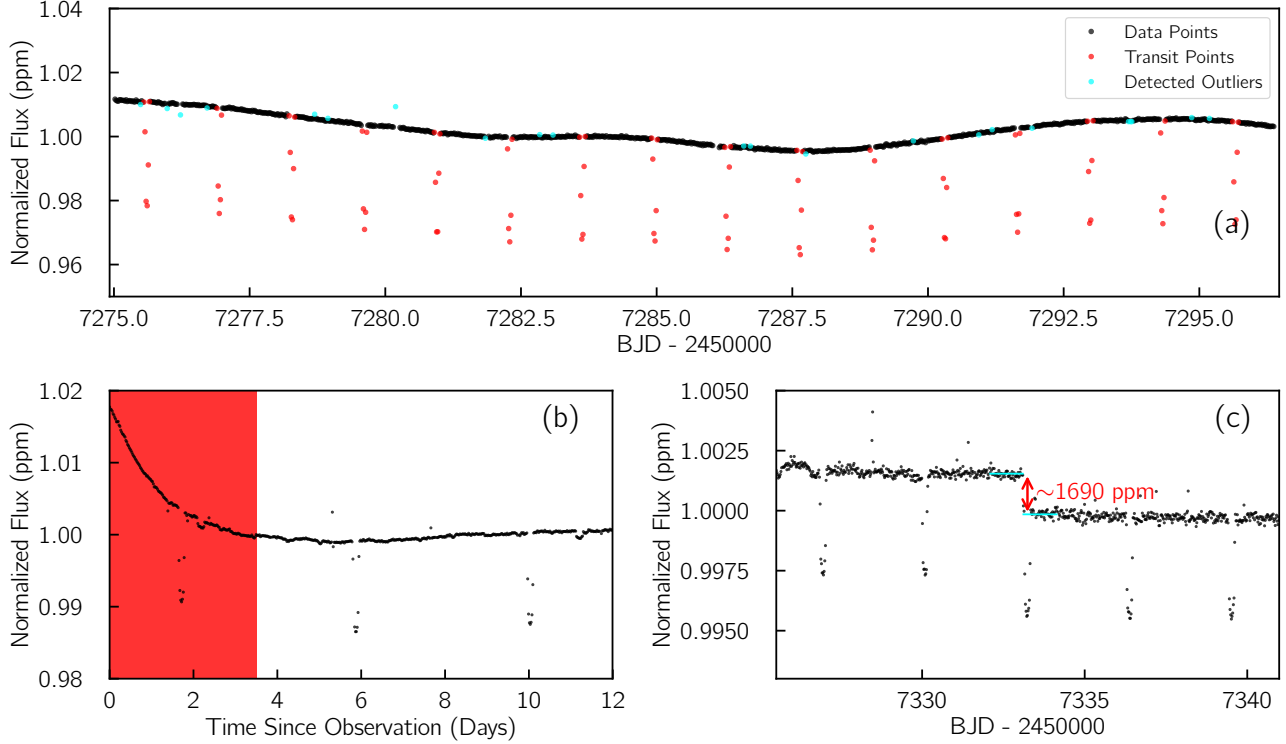 1.04
1.02
1.00
0.98
0.96
Normalized Flux (ppm)
Data Points
Transit Points
Detected Outliers
(a)
7275.0 7277.5 7280.0 7282.5 7285.0 7287.5 7290.0 7292.5 7295.0
BJD - 2450000
1.02
1.01
1.00
0.99
0.98
Normalized Flux (ppm)
(b)
0 2 4 6 8 10 12
Time Since Observation (Days)
1.0050
1.0025
1.0000
0.9975
0.9950
Normalized Flux (ppm)
(c)
~1690 ppm
7330 7335 7340
BJD - 2450000